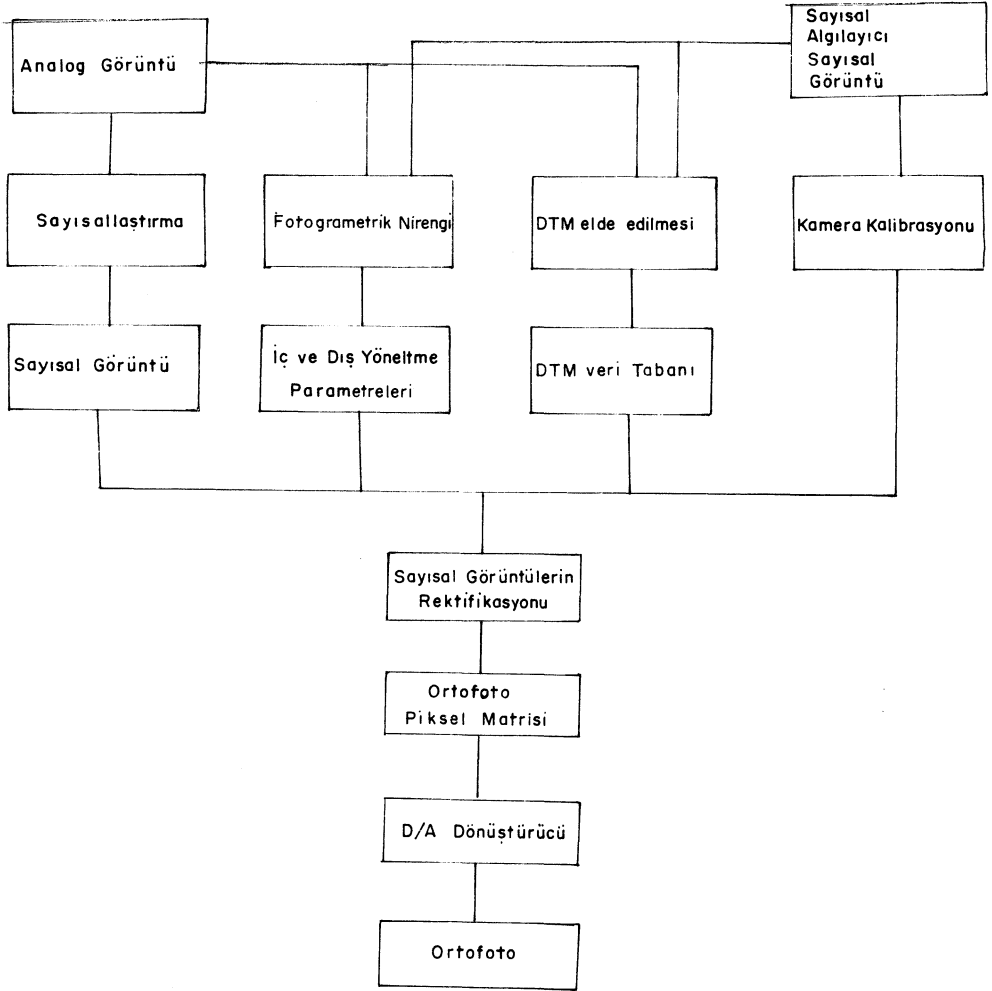 Analog Görüntü
Sayısal
Algılayıcı
Sayısal
Görüntü
Sayısallaştırma
Fotogrametrik Nirengi
DTM elde edilmesi
Kamera Kalibrasyonu
Sayısal Görüntü
İç ve Dış Yöneltme
Parametreleri
DTM veri Tabanı
Sayısal Görüntülerin
Rektifikasyonu
Ortofoto
Piksel Matrisi
D/A Dönüştürücü
Ortofoto